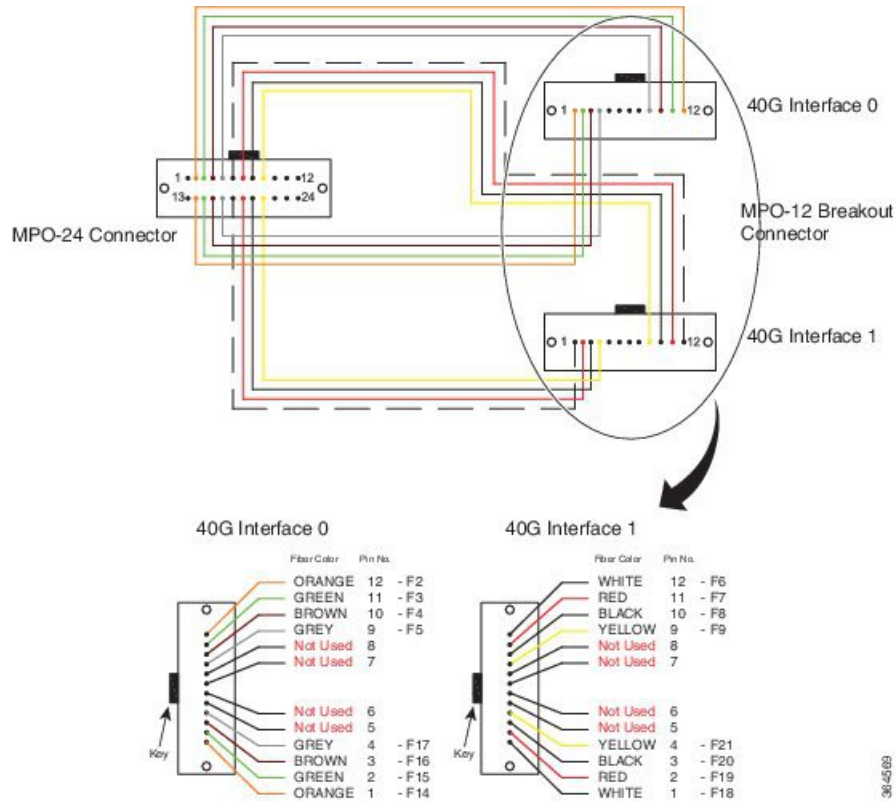 1 12 40G Interface 0
1 12
13 24
MPO-24 Connector
MPO-12 Breakout
Connector
1 12 40G Interface 1
40G Interface 0
Fiber Color Pin No.
ORANGE 12 - F2
GREEN 11 - F3
BROWN 10 - F4
GREY 9 - F5
Not Used 8
Not Used 7
Not Used 6
Not Used 5
GREY 4 - F17
BROWN 3 - F16
GREEN 2 - F15
ORANGE 1 - F14
Key
40G Interface 1
Fiber Color Pin No.
WHITE 12 - F6
RED 11 - F7
BLACK 10 - F8
YELLOW 9 - F9
Not Used 8
Not Used 7
Not Used 6
Not Used 5
YELLOW 4 - F21
BLACK 3 - F20
RED 2 - F19
WHITE 1 - F18
Key
364569